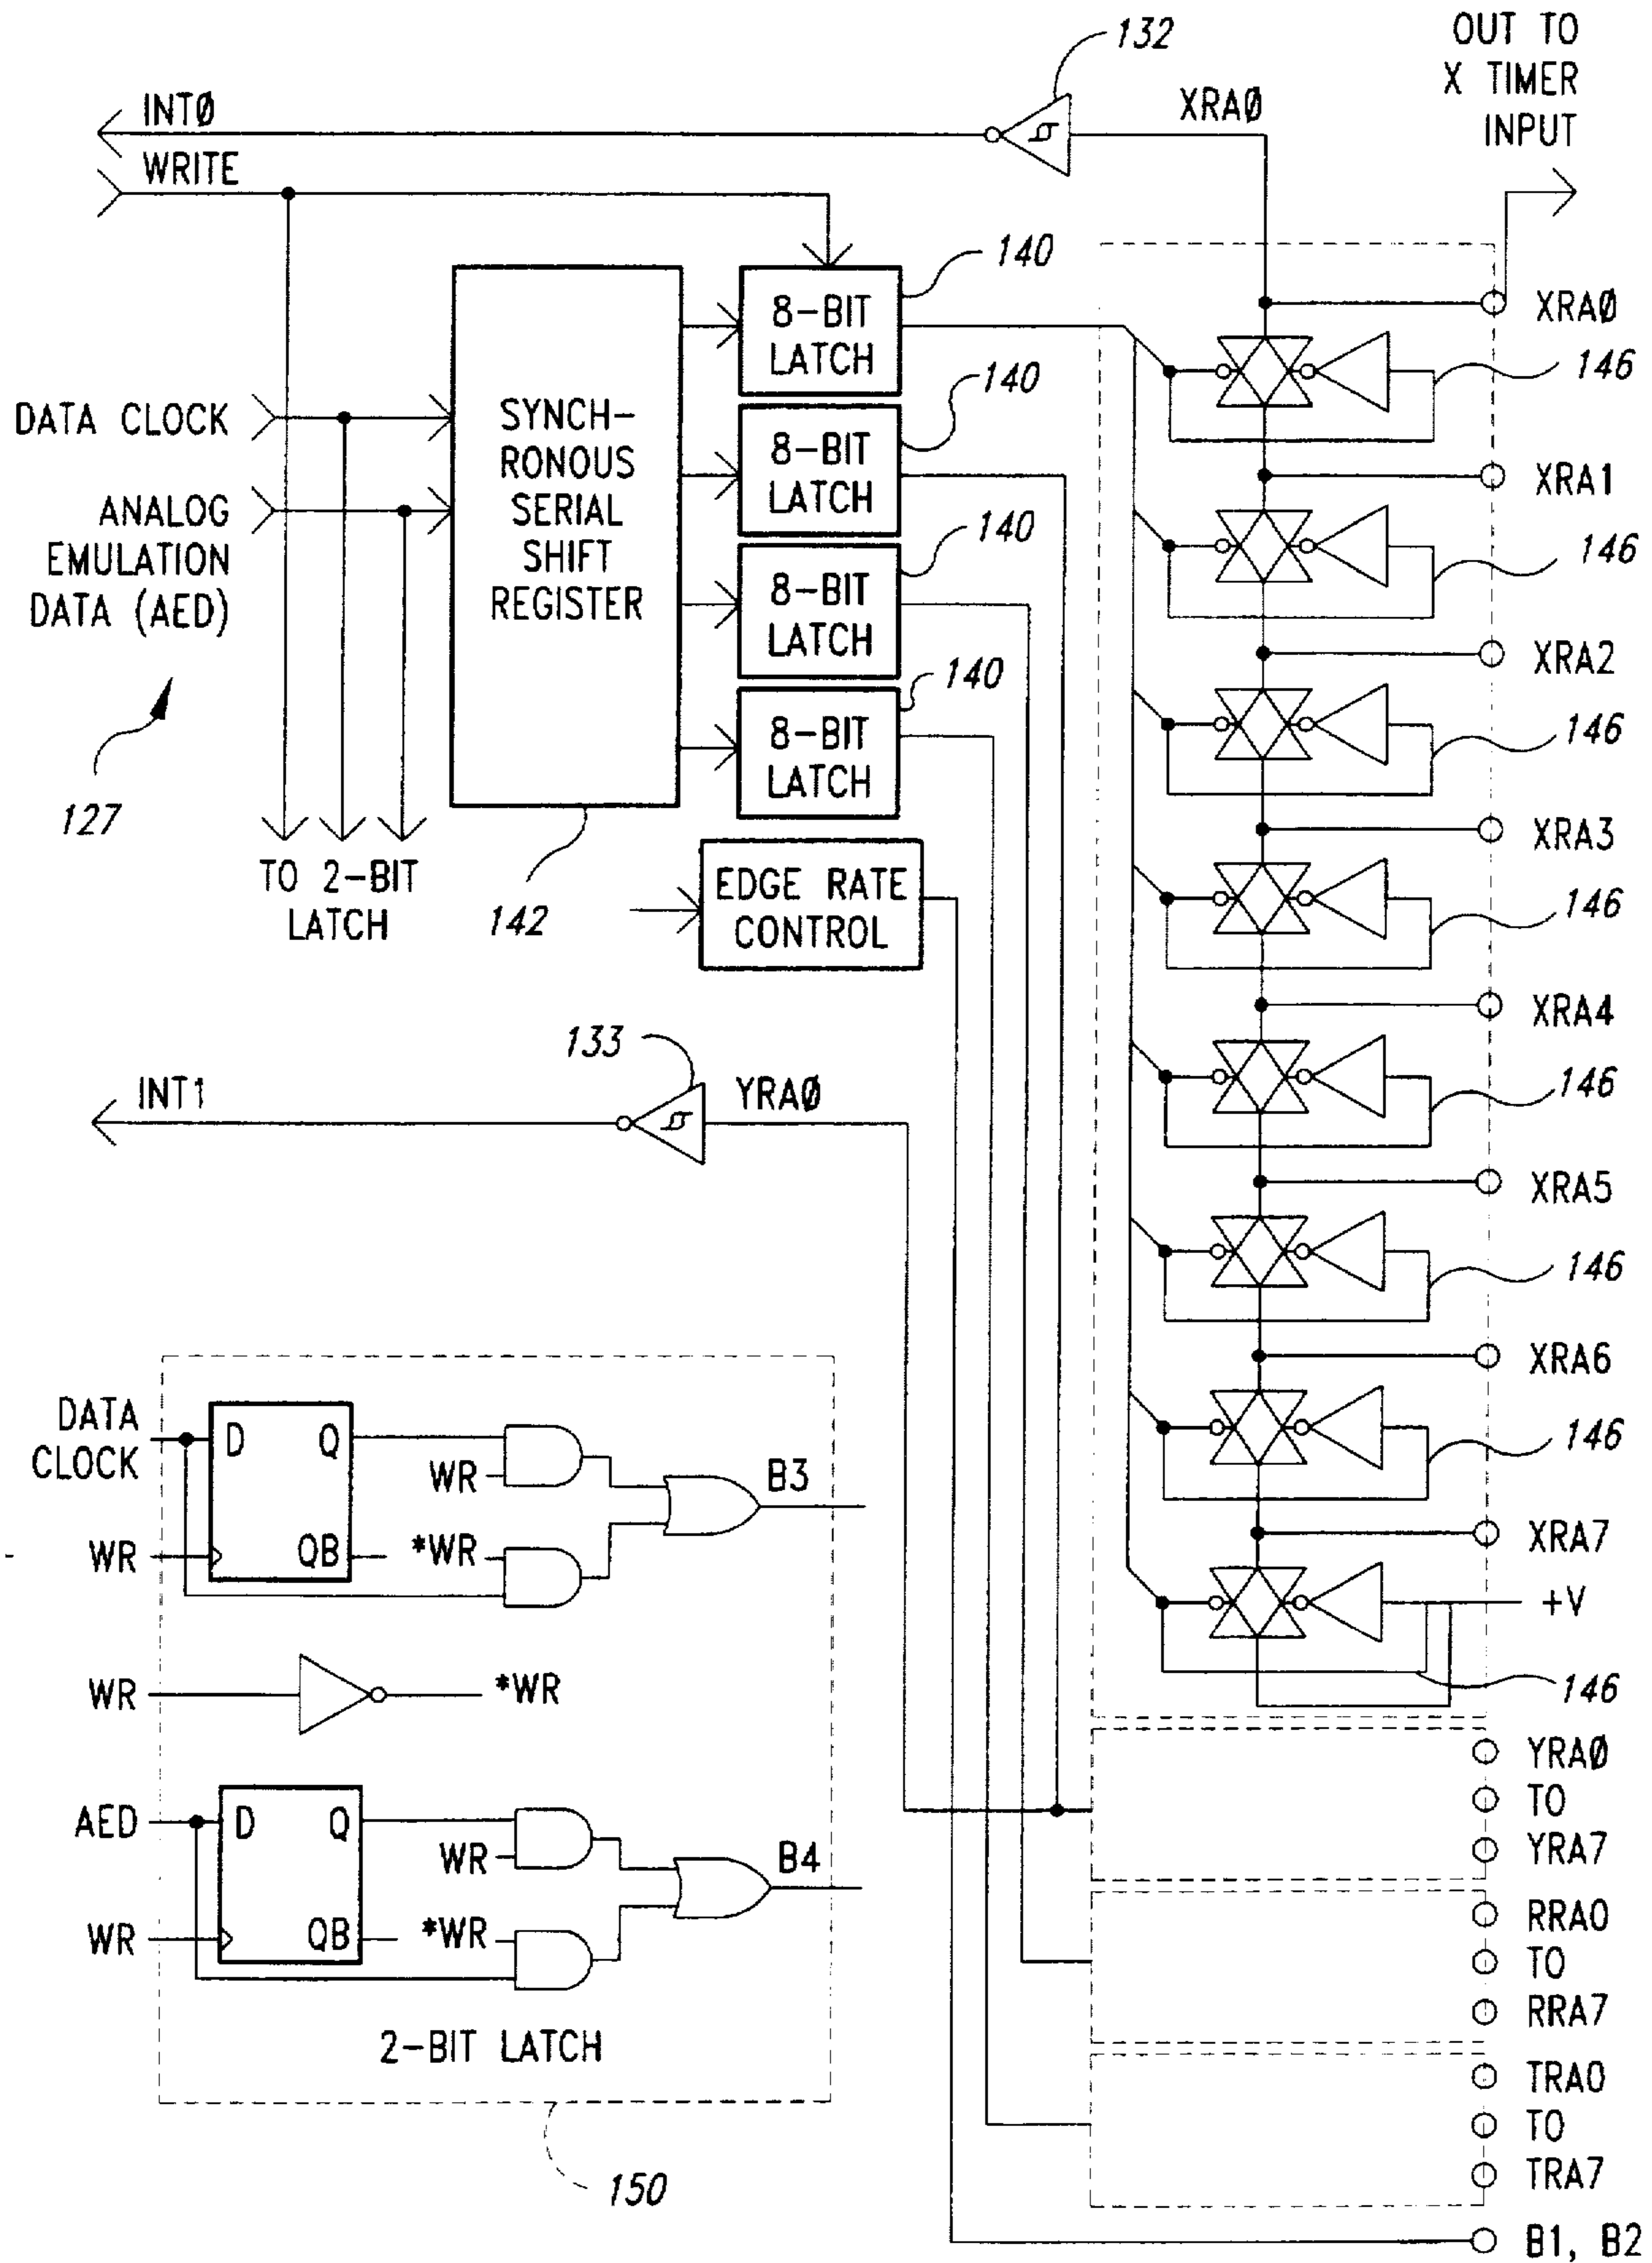 132
OUT TO
X TIMER
INPUT
INTØ
XRAØ
WRITE
140
8-BIT
LATCH
XRAØ
146
140
8-BIT
LATCH
DATA CLOCK
SYNCH-
RONOUS
SERIAL
SHIFT
REGISTER
XRA1
ANALOG
EMULATION
DATA (AED)
140
8-BIT
LATCH
146
XRA2
140
8-BIT
LATCH
146
127
XRA3
TO 2-BIT
LATCH
142
EDGE RATE
CONTROL
146
XRA4
133
INT1
YRAØ
146
XRA5
146
XRA6
DATA
CLOCK
D
Q
WR
B3
146
WR
QB
*WR
XRA7
+V
WR
*WR
146
YRAØ
TO
YRA7
AED
D
Q
WR
B4
WR
QB
*WR
RRA0
TO
RRA7
2-BIT LATCH
TRA0
TO
TRA7
150
B1, B2